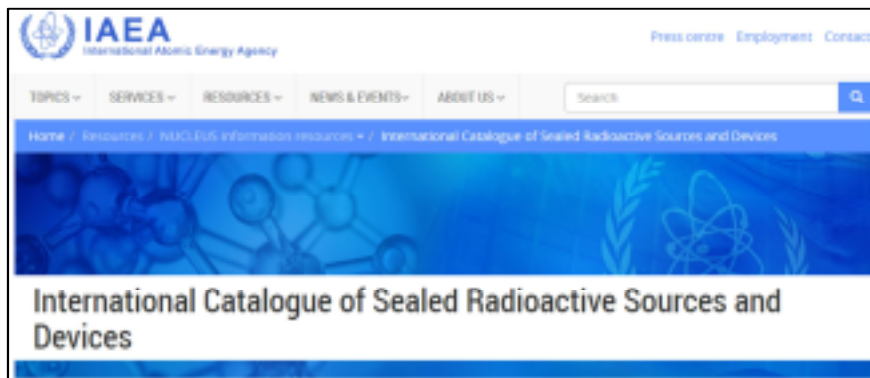 IAEA
International Atomic Energy Agency
Press centre Employment Contact
TOPICS SERVICES RESOURCES NEWS & EVENTS ABOUT US Search
Home / Resources / NUCLEUS information resources / International Catalogue of Sealed Radioactive Sources and Devices
International Catalogue of Sealed Radioactive Sources and
Devices